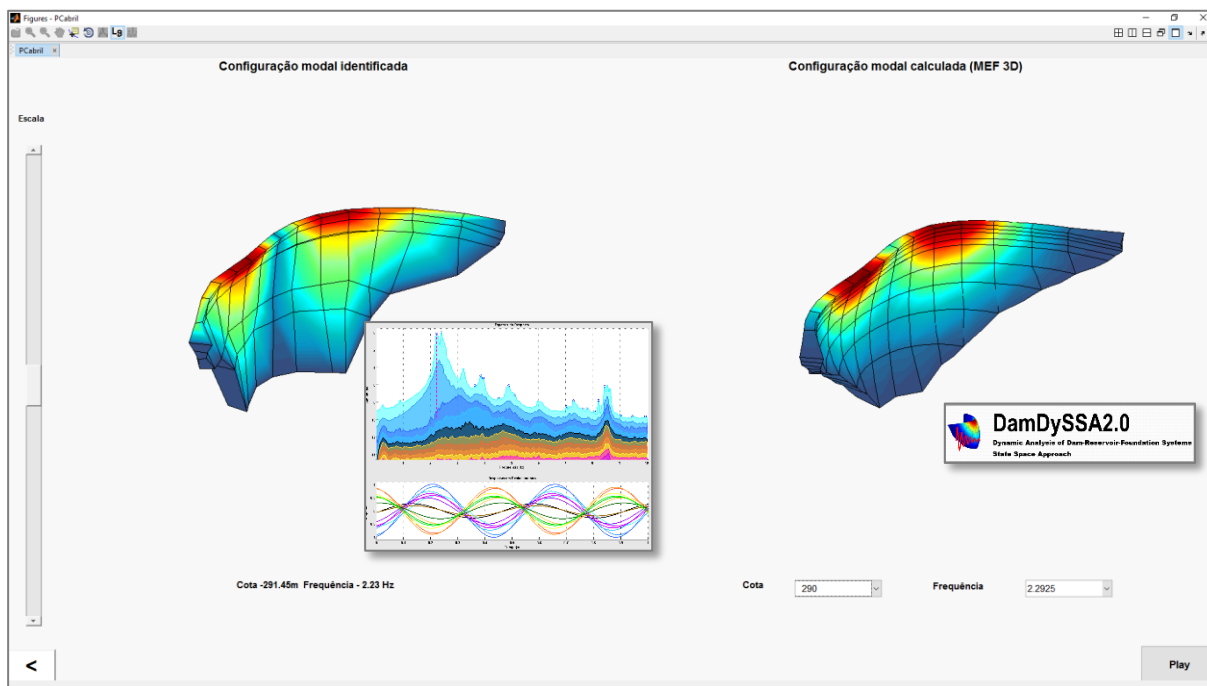 Figures - PCabril
PCabril
Configuração modal identificada
Configuração modal calculada (MEF 3D)
Escala
DamDySSA2.0
Dynamic Analysis of Dam-Reservoir-Foundation Systems
State Space Approach
Cota -291.45m Frequência - 2.23 Hz
Cota
290
Frequência
2.2925
<
Play